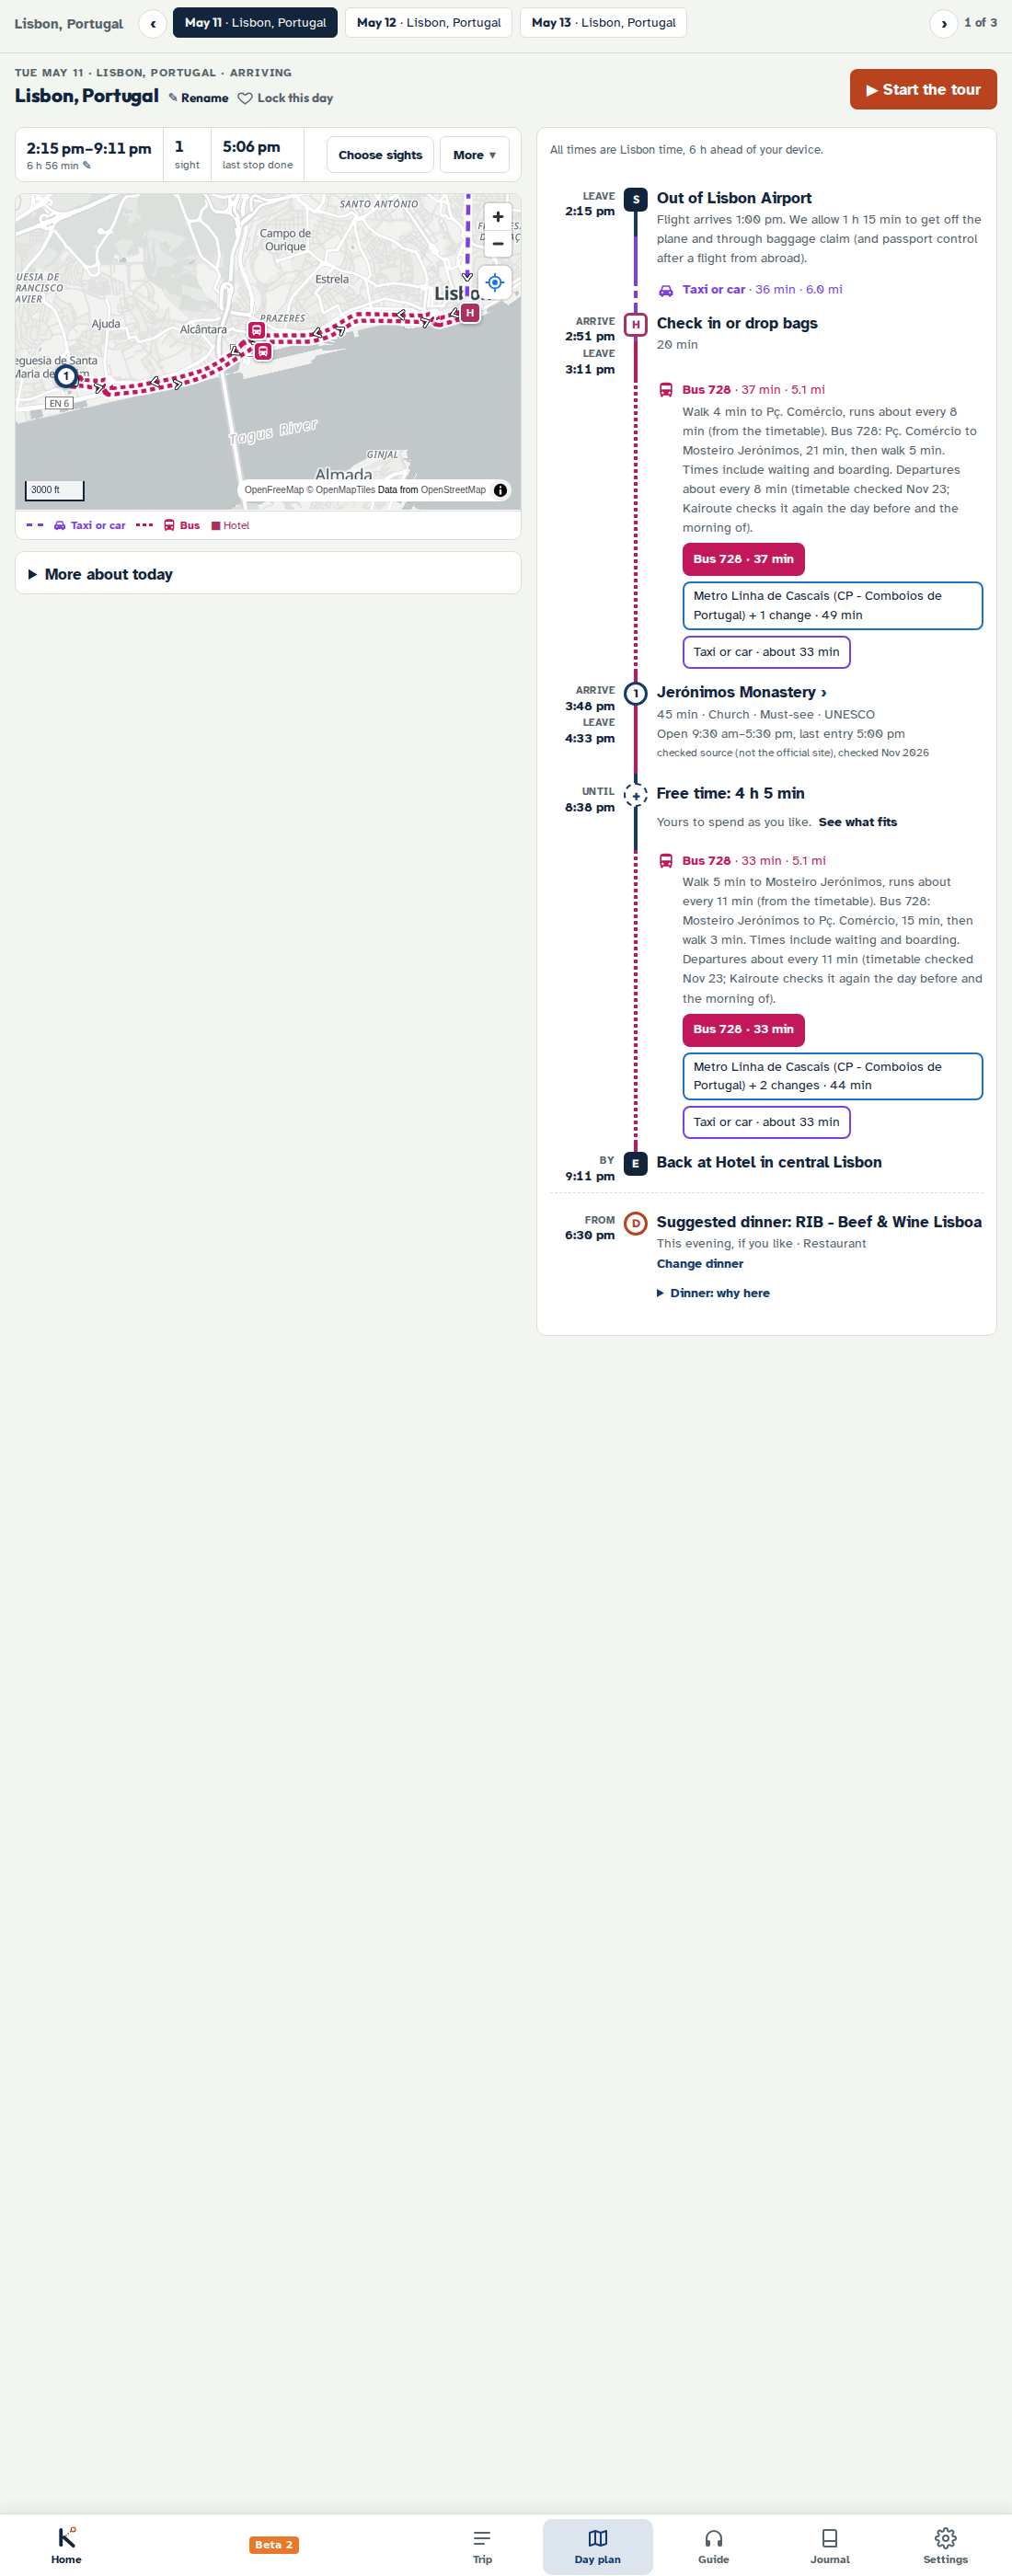 Lisbon, Portugal
‹
May 11 · Lisbon, Portugal
May 12 · Lisbon, Portugal
May 13 · Lisbon, Portugal
›
1 of 3
TUE MAY 11 · LISBON, PORTUGAL · ARRIVING
Lisbon, Portugal ✎ Rename Lock this day
▶ Start the tour
2:15 pm–9:11 pm
6 h 56 min ✎
1
sight
5:06 pm
last stop done
Choose sights
More ▾
SANTO ANTÓNIO
Campo de
Ourique
Estrela
Lisbon
UESIA DE
RANCISCO
AVIER
Ajuda
Alcântara
PRAZERES
H
eguesia de Santa
Maria de
1
EN 6
Tagus River
GINJAL
Almada
+
−
3000 ft
OpenFreeMap © OpenMapTiles Data from OpenStreetMap
Taxi or car
Bus
Hotel
▶ More about today
All times are Lisbon time, 6 h ahead of your device.
LEAVE
2:15 pm
S
Out of Lisbon Airport
Flight arrives 1:00 pm. We allow 1 h 15 min to get off the
plane and through baggage claim (and passport control
after a flight from abroad).
Taxi or car · 36 min · 6.0 mi
ARRIVE
2:51 pm
LEAVE
3:11 pm
H
Check in or drop bags
20 min
Bus 728 · 37 min · 5.1 mi
Walk 4 min to Pç. Comércio, runs about every 8
min (from the timetable). Bus 728: Pç. Comércio to
Mosteiro Jerónimos, 21 min, then walk 5 min.
Times include waiting and boarding. Departures
about every 8 min (timetable checked Nov 23;
Kairoute checks it again the day before and the
morning of).
Bus 728 · 37 min
Metro Linha de Cascais (CP - Comboios de
Portugal) + 1 change · 49 min
Taxi or car · about 33 min
ARRIVE
3:48 pm
LEAVE
4:33 pm
1
Jerónimos Monastery ›
45 min · Church · Must-see · UNESCO
Open 9:30 am–5:30 pm, last entry 5:00 pm
checked source (not the official site), checked Nov 2026
UNTIL
8:38 pm
+
Free time: 4 h 5 min
Yours to spend as you like. See what fits
Bus 728 · 33 min · 5.1 mi
Walk 5 min to Mosteiro Jerónimos, runs about
every 11 min (from the timetable). Bus 728:
Mosteiro Jerónimos to Pç. Comércio, 15 min, then
walk 3 min. Times include waiting and boarding.
Departures about every 11 min (timetable checked
Nov 23; Kairoute checks it again the day before and
the morning of).
Bus 728 · 33 min
Metro Linha de Cascais (CP - Comboios de
Portugal) + 2 changes · 44 min
Taxi or car · about 33 min
BY
9:11 pm
E
Back at Hotel in central Lisbon
FROM
6:30 pm
D
Suggested dinner: RIB - Beef & Wine Lisboa
This evening, if you like · Restaurant
Change dinner
▶ Dinner: why here
Home
Beta 2
Trip
Day plan
Guide
Journal
Settings